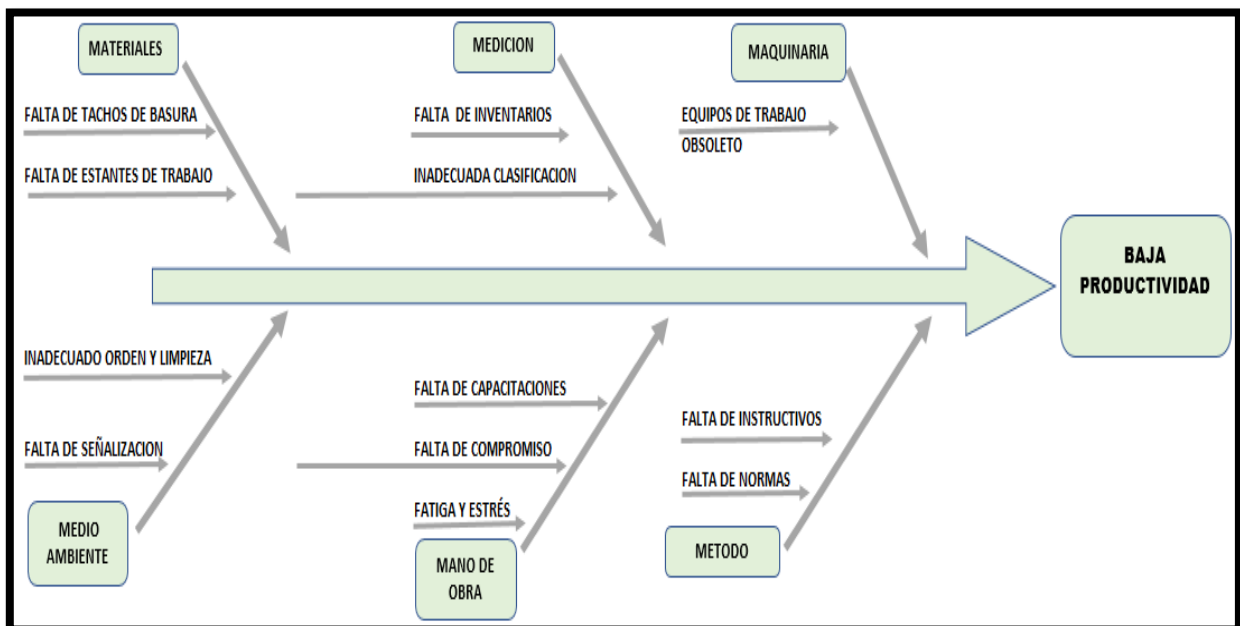 MATERIALES
MEDICION
MAQUINARIA
FALTA DE TACHOS DE BASURA
FALTA DE ESTANTES DE TRABAJO
FALTA DE INVENTARIOS
INADECUADA CLASIFICACION
EQUIPOS DE TRABAJO
OBSOLETO
BAJA
PRODUCTIVIDAD
INADECUADO ORDEN Y LIMPIEZA
FALTA DE SEÑALIZACION
MEDIO
AMBIENTE
FALTA DE CAPACITACIONES
FALTA DE COMPROMISO
FATIGA Y ESTRÉS
MANO DE
OBRA
FALTA DE INSTRUCTIVOS
FALTA DE NORMAS
METODO